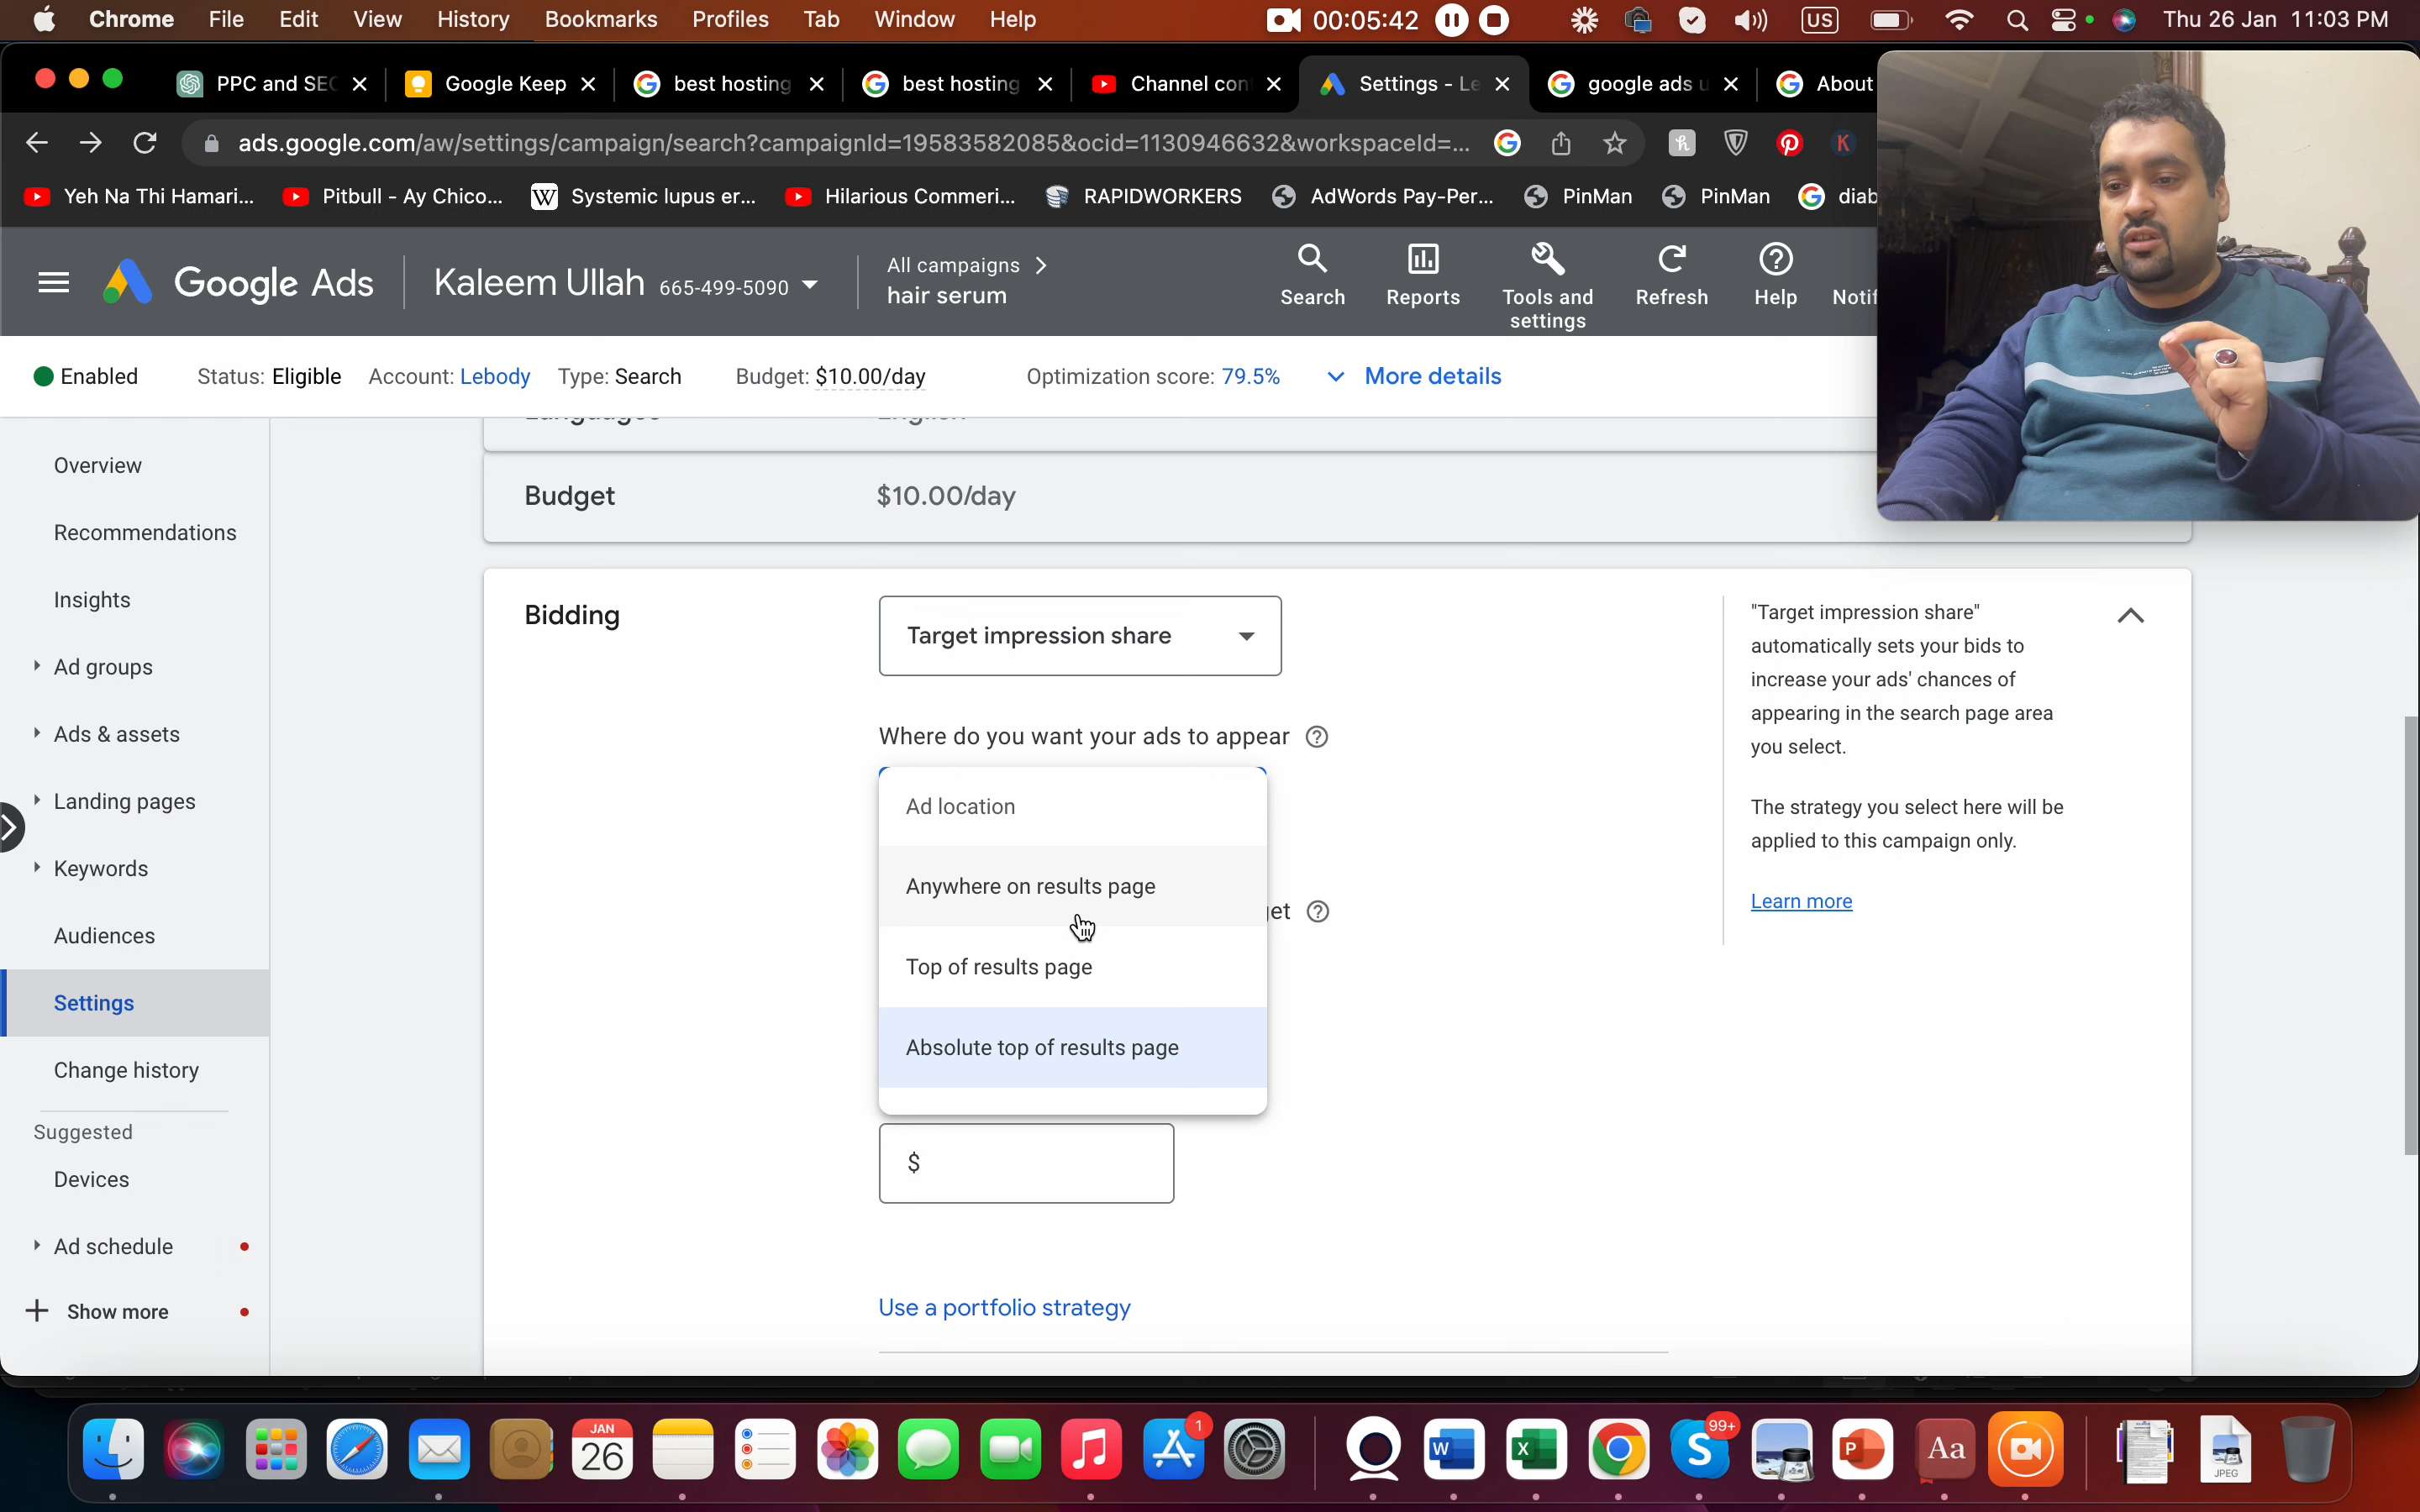 Chrome File Edit View History Bookmarks Profiles Tab Window Help 00:05:42 US Thu 26 Jan 11:03 PM
PPC and SEC Google Keep best hosting best hosting Channel con Settings - Le google ads u About
ads.google.com/aw/settings/campaign/search?campaignId=19583582085&ocid=1130946632&workspaceId=...
Yeh Na Thi Hamari... Pitbull - Ay Chico... Systemic lupus er... Hilarious Commeri... RAPIDWORKERS AdWords Pay-Per... PinMan PinMan diab
Google Ads Kaleem Ullah 665-499-5090
All campaigns
hair serum
Search Reports Tools and settings Refresh Help Notif
Enabled Status: Eligible Account: Lebody Type: Search Budget: $10.00/day Optimization score: 79.5% More details
Overview
Recommendations
Insights
Ad groups
Ads & assets
Landing pages
Keywords
Audiences
Settings
Change history
Suggested
Devices
Ad schedule
Show more
Languages English
Budget $10.00/day
Bidding
Target impression share
Where do you want your ads to appear
Ad location
Anywhere on results page
et
Top of results page
Absolute top of results page
$
Use a portfolio strategy
"Target impression share"
automatically sets your bids to
increase your ads' chances of
appearing in the search page area
you select.
The strategy you select here will be
applied to this campaign only.
Learn more
JAN
26
1
W
X
S
99+
P
Aa
JPEG